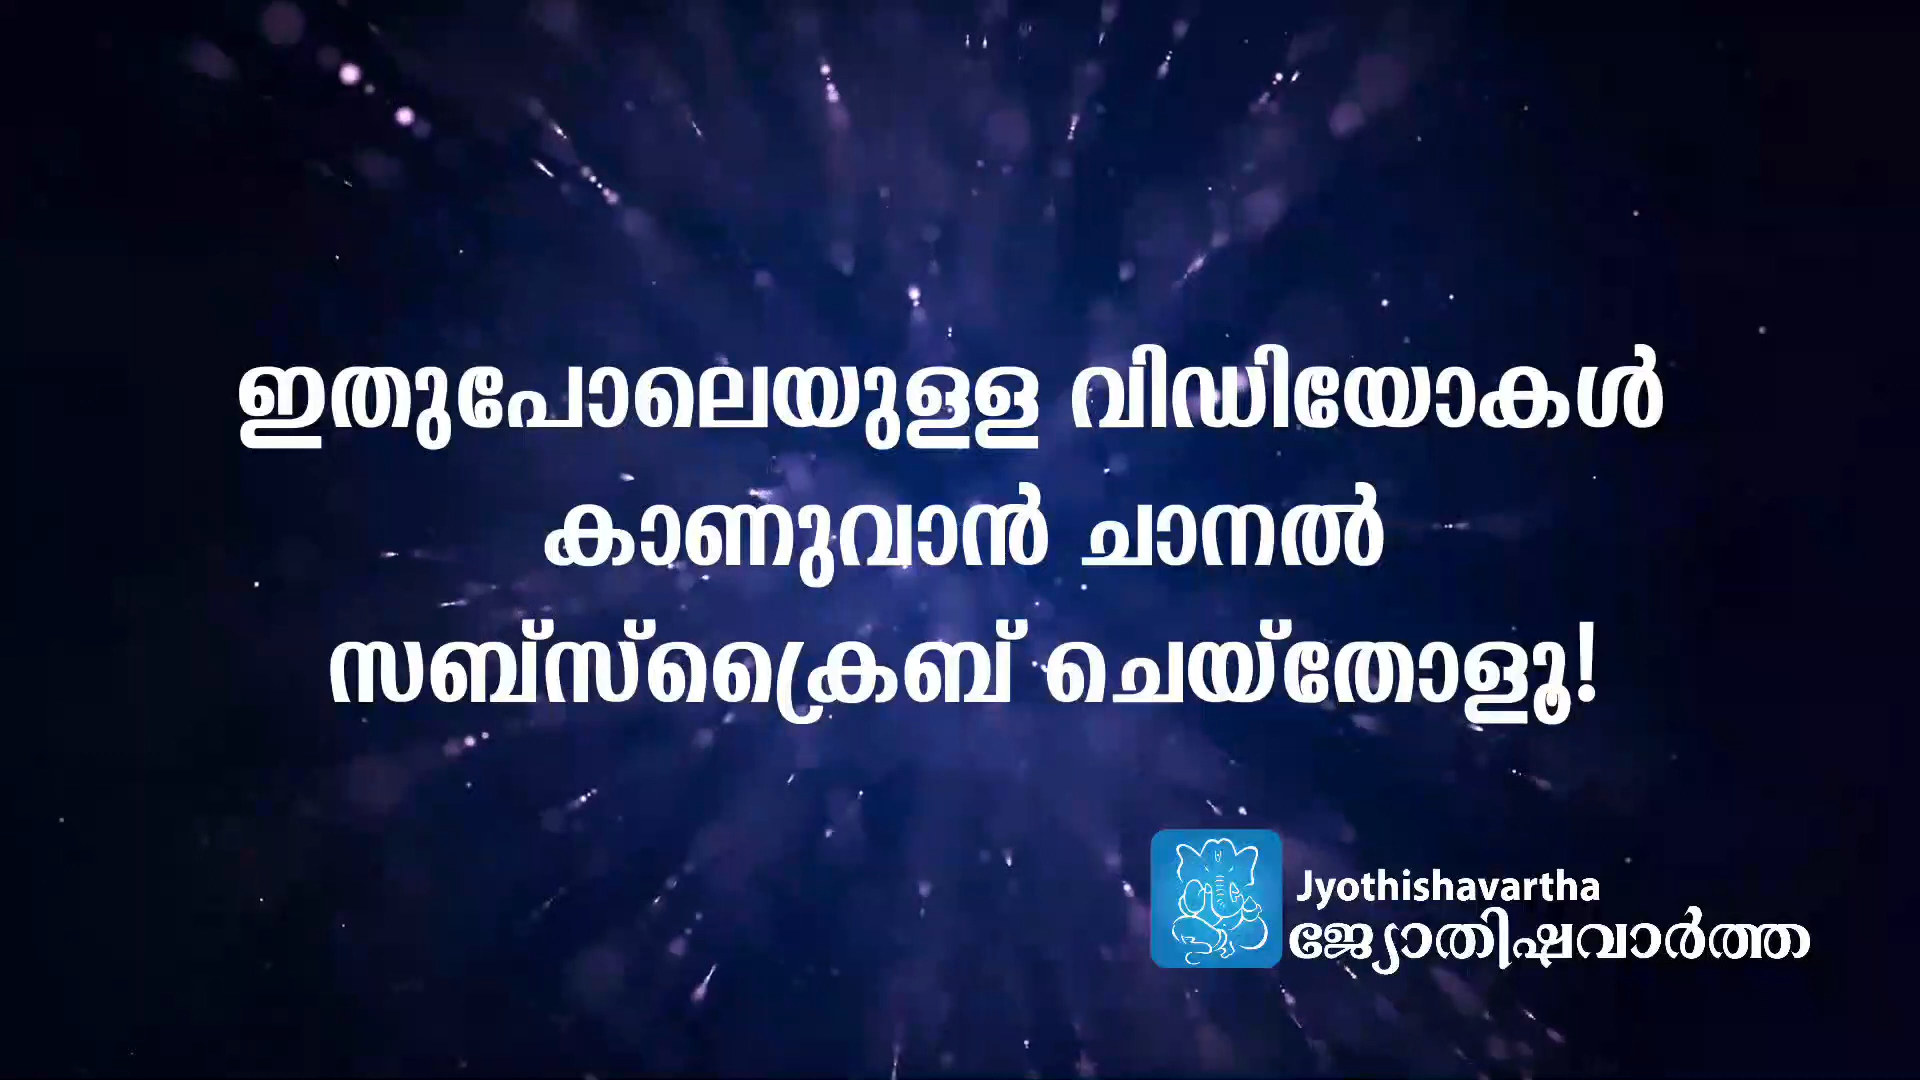 ഇതുപോലെയുള്ള വിഡിയോകൾ
കാണുവാൻ ചാനൽ
സബ്സ്ക്രൈബ് ചെയ്തോളൂ!
Jyothishavartha
ജ്യോതിഷവാർത്ത